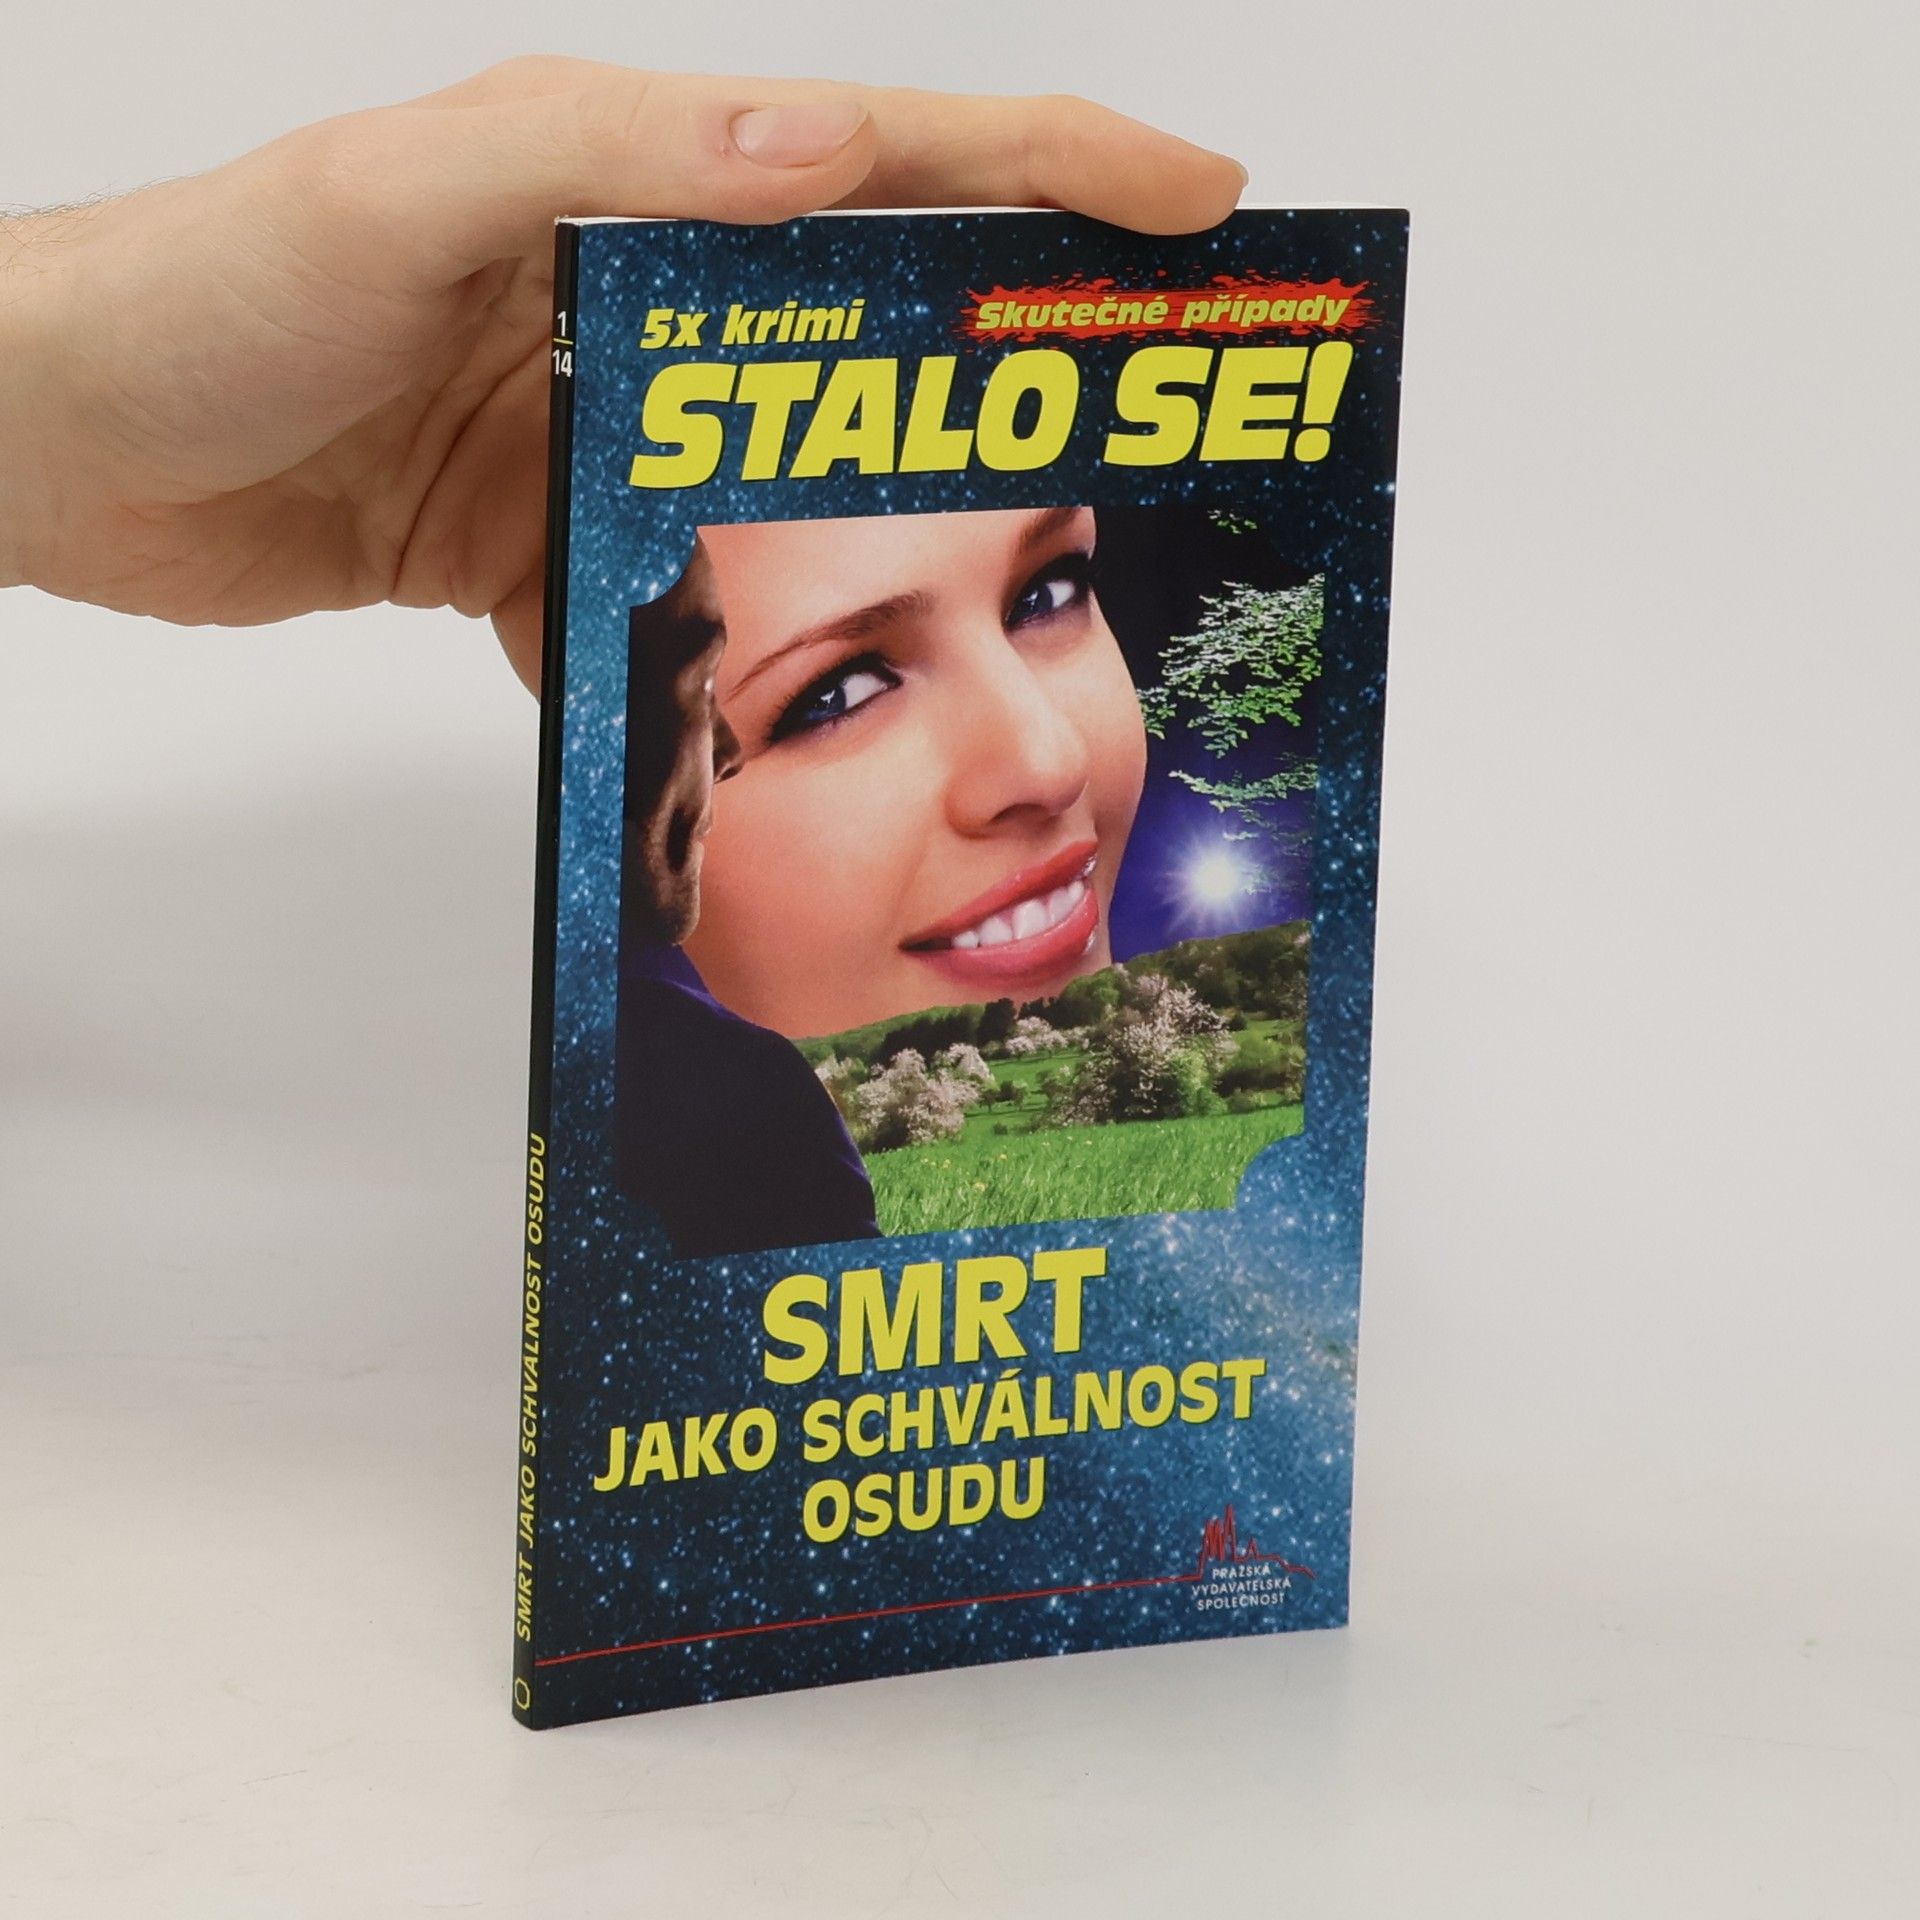 5x krimi
Skutečné případy
STALO SE!
SMRT
JAKO SCHVÁLNOST
OSUDU
PRAŽSKÁ
VYDAVATELSKÁ
SPOLEČNOST
1
14
SMRT JAKO SCHVÁLNOST OSUDU